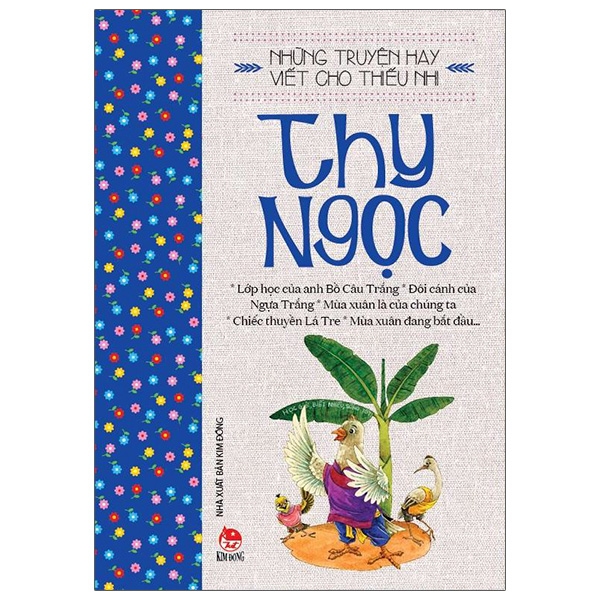 NHỮNG TRUYỆN HAY
VIẾT CHO THIẾU NHI
Thy
NGỌC
* Lớp học của anh Bồ Câu Trắng * Đôi cánh của
Ngựa Trắng * Mùa xuân là của chúng ta
* Chiếc thuyền Lá Tre * Mùa xuân đang bắt đầu...
NHÀ XUẤT BẢN KIM ĐỒNG
KIM ĐỒNG